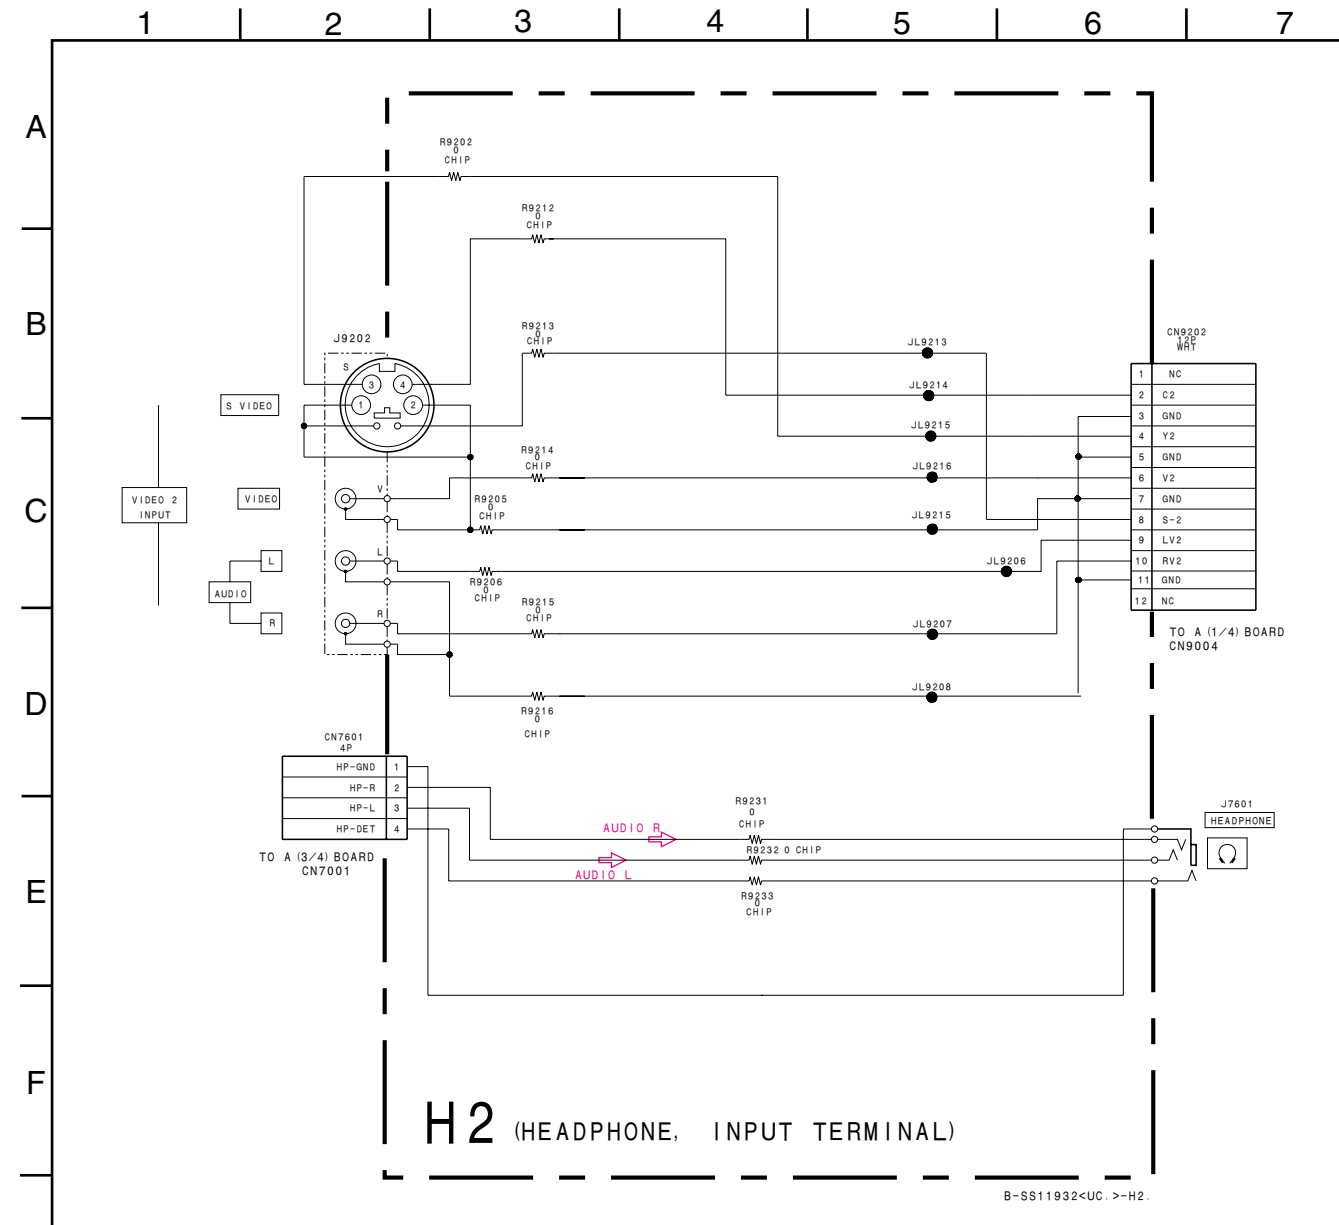 1 2 3 4 5 6 7
A
R9202
0
CHIP
R9212
0
CHIP
B
J9202
R9213
0
CHIP
JL9213
CN9202
12P
WHT
S
3 4
1 2
S VIDEO
JL9214
JL9215
1 NC
2 C2
3 GND
4 Y2
5 GND
6 V2
7 GND
8 S-2
9 LV2
10 RV2
11 GND
12 NC
C
R9214
0
CHIP
JL9216
VIDEO 2
INPUT
VIDEO
V
R9205
0
CHIP
JL9215
L
L
JL9206
AUDIO
R9206
0
CHIP
R9215
0
CHIP
R
R
JL9207
TO A (1/4) BOARD
CN9004
D
JL9208
R9216
0
CHIP
CN7601
4P
HP-GND 1
HP-R 2
HP-L 3
HP-DET 4
R9231
0
CHIP
J7601
HEADPHONE
AUDIO R
R9232 0 CHIP
TO A (3/4) BOARD
CN7001
AUDIO L
E
R9233
0
CHIP
F
H2 (HEADPHONE, INPUT TERMINAL)
B-SS11932<UC.>-H2.